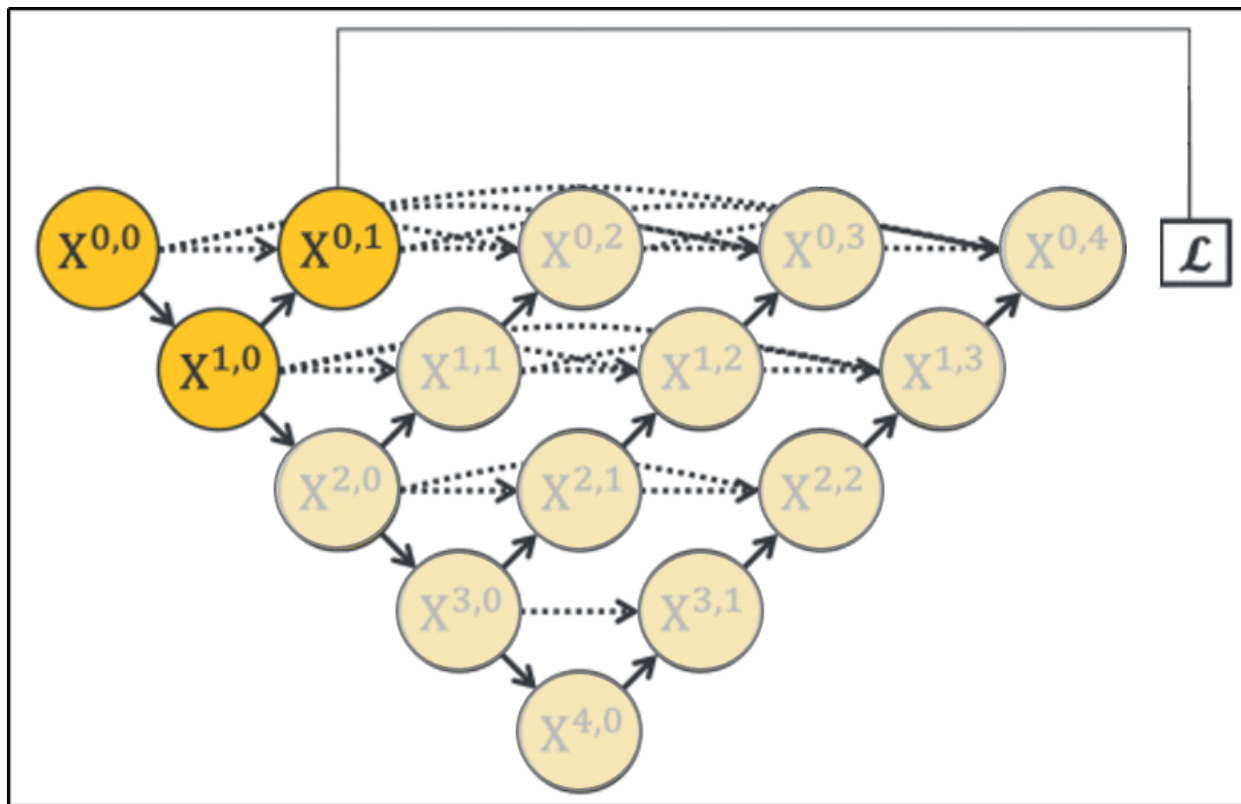 X0,0 X0,1 X0,2 X0,3 X0,4 ℒ
X1,0 X1,1 X1,2 X1,3
X2,0 X2,1 X2,2
X3,0 X3,1
X4,0